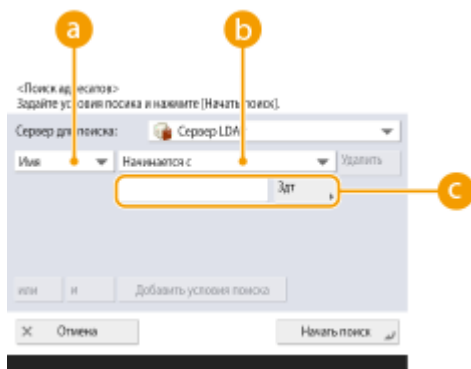 a
b
<Поиск адресатов>
Задайте условия поиска и нажмите [Начать поиск].
Сервер для поиска:
Сервер LDA
Имя
Начинается с
Удалить
Здт
c
или
и
Добавить условия поиска
Отмена
Начать поиск